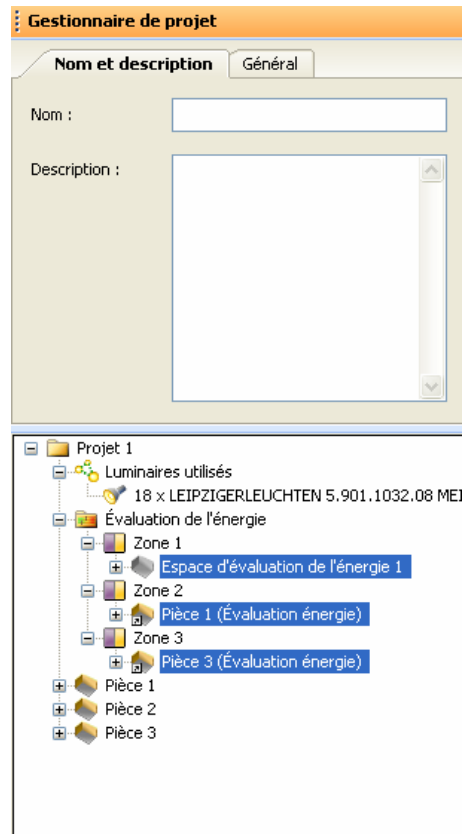 Gestionnaire de projet
Nom et description
Général
Nom :
Description :
Projet 1
Luminaires utilisés
18 x LEIPZIGERLEUCHTEN 5.901.1032.08 MEI
Évaluation de l'énergie
Zone 1
Espace d'évaluation de l'énergie 1
Zone 2
Pièce 1 (Évaluation énergie)
Zone 3
Pièce 3 (Évaluation énergie)
Pièce 1
Pièce 2
Pièce 3